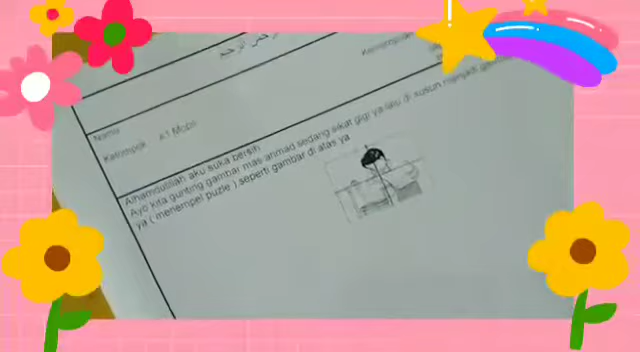 Nama
Kelompok A1 Mobil
Kemampuan
Alhamdulillah aku suka bersih
Ayo kita gunting gambar mas ahmad sedang sikat gigi ya lalu di susun menjadi
ya ( menempel puzle ) seperti gambar di atas ya